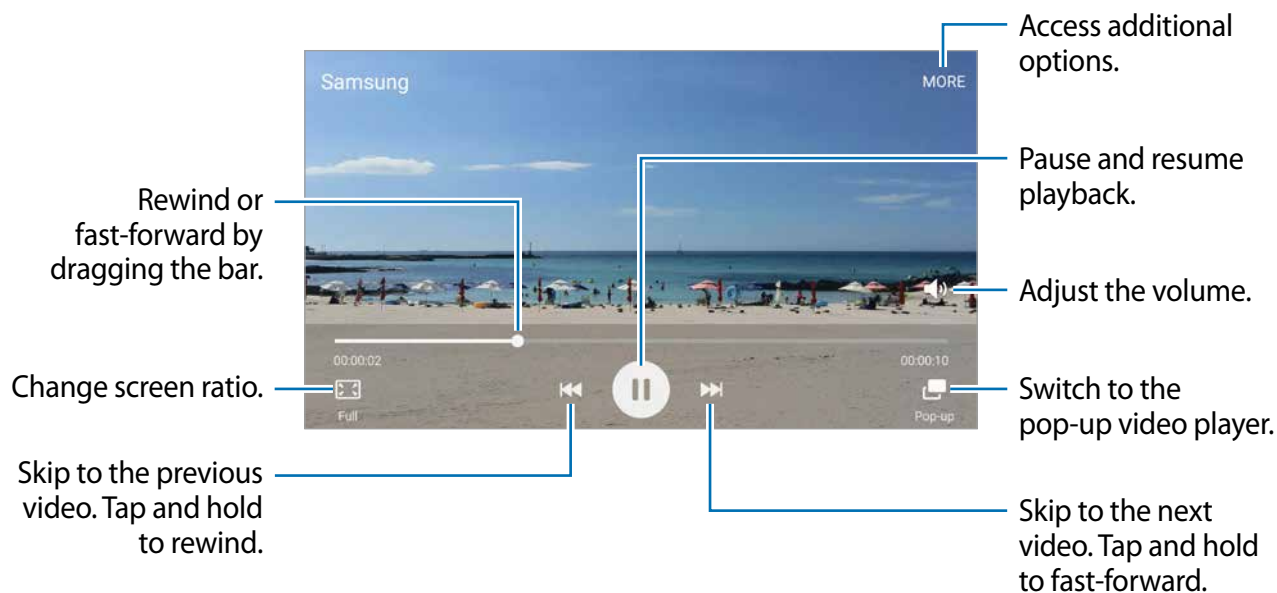 Access additional
options.
Samsung
MORE
Pause and resume
playback.
Rewind or
fast-forward by
dragging the bar.
Adjust the volume.
00:00:02
00:00:10
Change screen ratio.
Full
Pop-up
Switch to the
pop-up video player.
Skip to the previous
video. Tap and hold
to rewind.
Skip to the next
video. Tap and hold
to fast-forward.